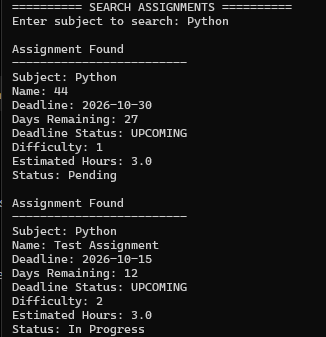 ========== SEARCH ASSIGNMENTS ==========
Enter subject to search: Python

Assignment Found
-------------------------
Subject: Python
Name: 44
Deadline: 2026-10-30
Days Remaining: 27
Deadline Status: UPCOMING
Difficulty: 1
Estimated Hours: 3.0
Status: Pending

Assignment Found
-------------------------
Subject: Python
Name: Test Assignment
Deadline: 2026-10-15
Days Remaining: 12
Deadline Status: UPCOMING
Difficulty: 2
Estimated Hours: 3.0
Status: In Progress